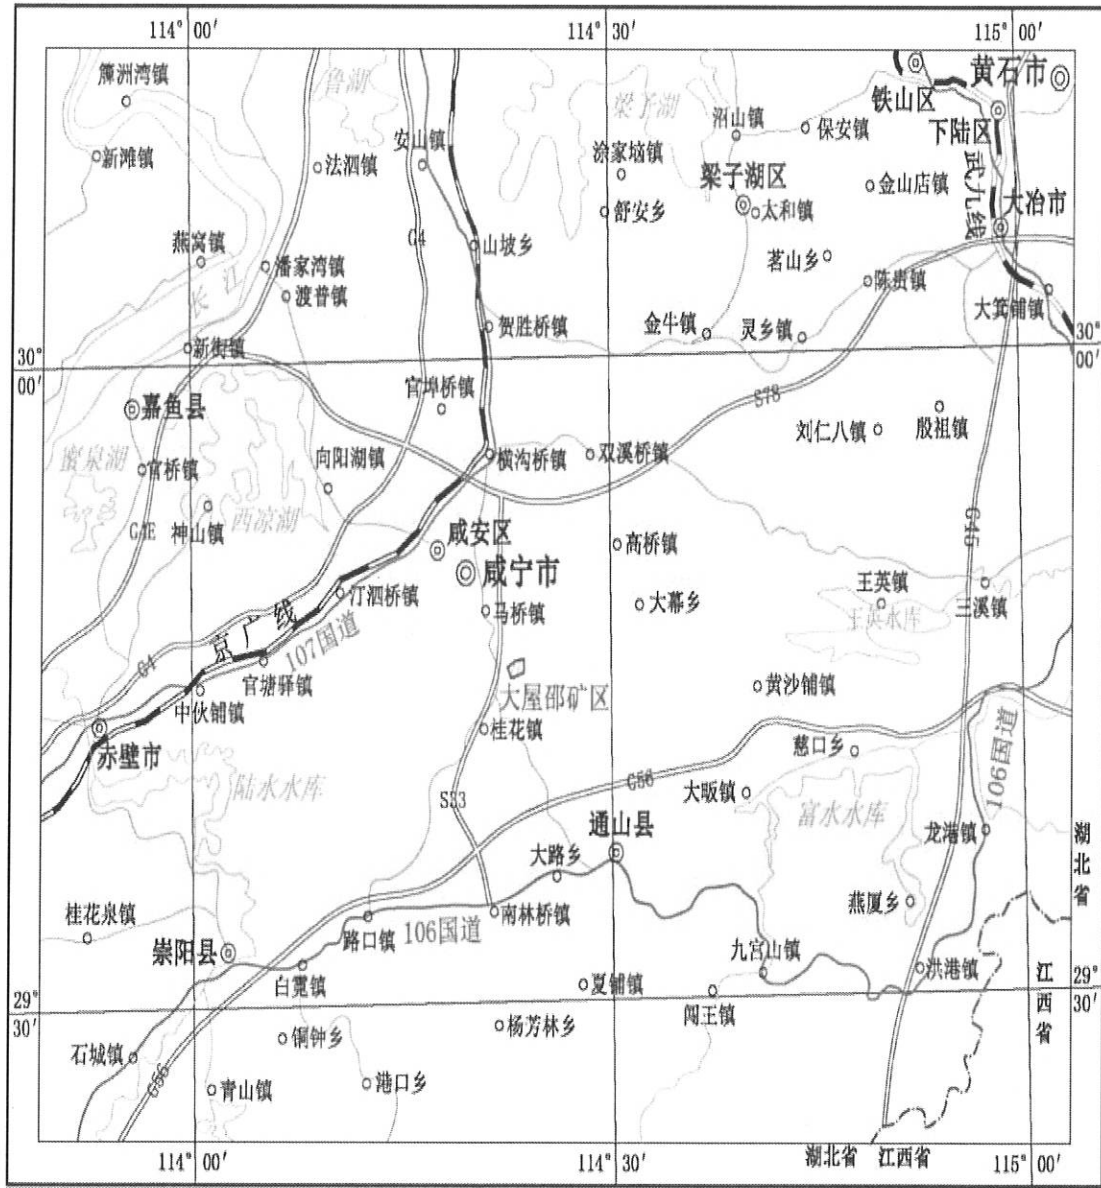 114° 00′
114° 30′
115° 00′
簰洲湾镇
鲁湖
梁子湖
黄石市
铁山区
沼山镇
保安镇
下陆区
安山镇
新滩镇
法泗镇
涂家垴镇
梁子湖区
金山店镇
武九线
舒安乡
太和镇
大冶市
燕窝镇
G4
山坡乡
潘家湾镇
茗山乡
陈贵镇
长江
渡普镇
大箕铺镇
贺胜桥镇
金牛镇
灵乡镇
新街镇
30°
00′
30°
00′
官埠桥镇
S78
嘉鱼县
刘仁八镇
殷祖镇
蜜泉湖
官桥镇
向阳湖镇
横沟桥镇
双溪桥镇
西凉湖
G4E
神山镇
G45
咸安区
高桥镇
咸宁市
汀泗桥镇
马桥镇
大幕乡
王英镇
王英水库
三溪镇
京广线
107国道
G4
官塘驿镇
大屋邵矿区
黄沙铺镇
中伙铺镇
桂花镇
赤壁市
慈口乡
106国道
陆水水库
S33
G56
大畈镇
富水水库
通山县
龙港镇
湖北省
大路乡
桂花泉镇
燕厦乡
路口镇
106国道
南林桥镇
崇阳县
九宫山镇
江西省
白霓镇
夏铺镇
洪港镇
29°
30′
29°
30′
闯王镇
杨芳林乡
铜钟乡
石城镇
G56
青山镇
港口乡
湖北省
江西省
114° 00′
114° 30′
115° 00′